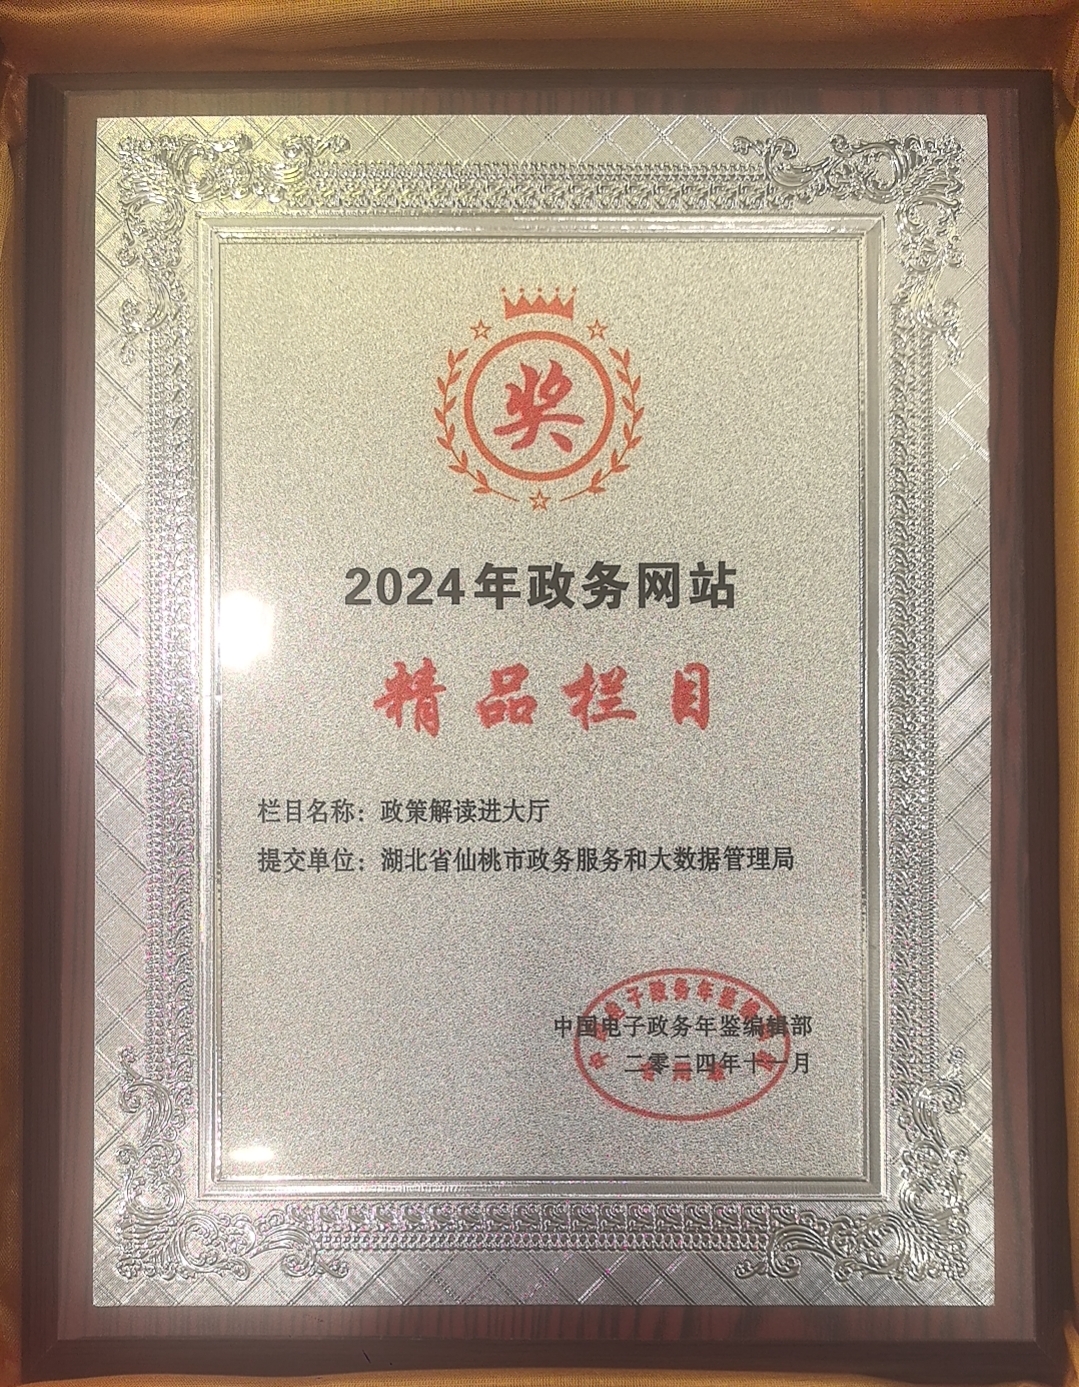 奖
2024年政务网站
精品栏目
栏目名称：政策解读进大厅
提交单位：湖北省仙桃市政务服务和大数据管理局
中国电子政务年鉴编辑部
二零二四年十一月